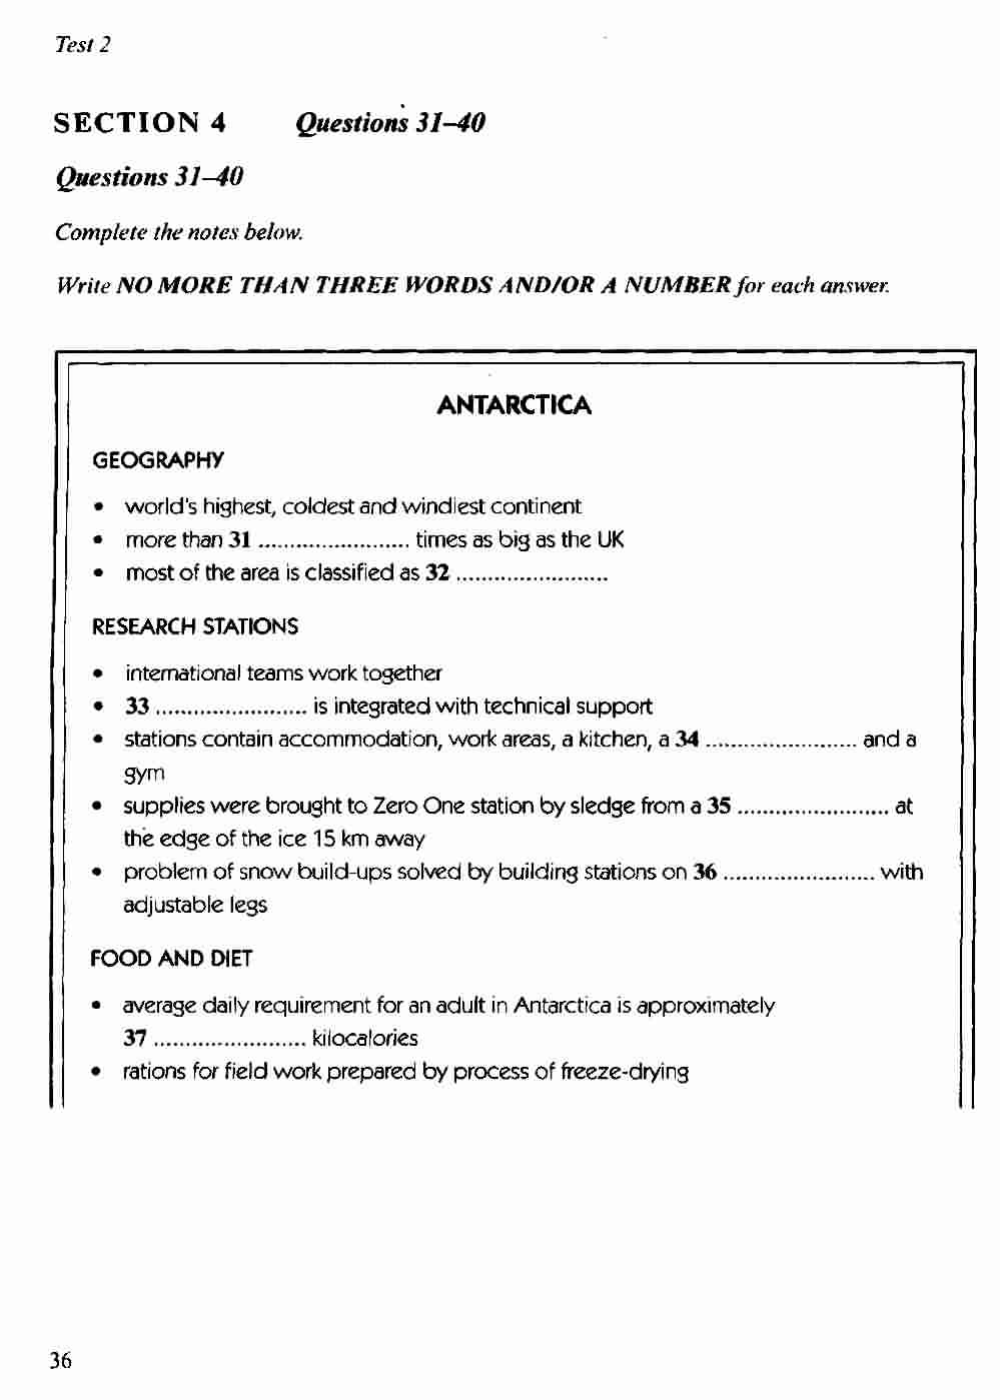 Test 2
SECTION 4 Questions 31–40
Questions 31–40
Complete the notes below.
Write NO MORE THAN THREE WORDS AND/OR A NUMBER for each answer.
ANTARCTICA
GEOGRAPHY
• world's highest, coldest and windiest continent
• more than 31 ........................ times as big as the UK
• most of the area is classified as 32 ........................
RESEARCH STATIONS
• international teams work together
• 33 ........................ is integrated with technical support
• stations contain accommodation, work areas, a kitchen, a 34 ........................ and a
gym
• supplies were brought to Zero One station by sledge from a 35 ........................ at
the edge of the ice 15 km away
• problem of snow build-ups solved by building stations on 36 ........................ with
adjustable legs
FOOD AND DIET
• average daily requirement for an adult in Antarctica is approximately
37 ........................ kilocalories
• rations for field work prepared by process of freeze-drying
36